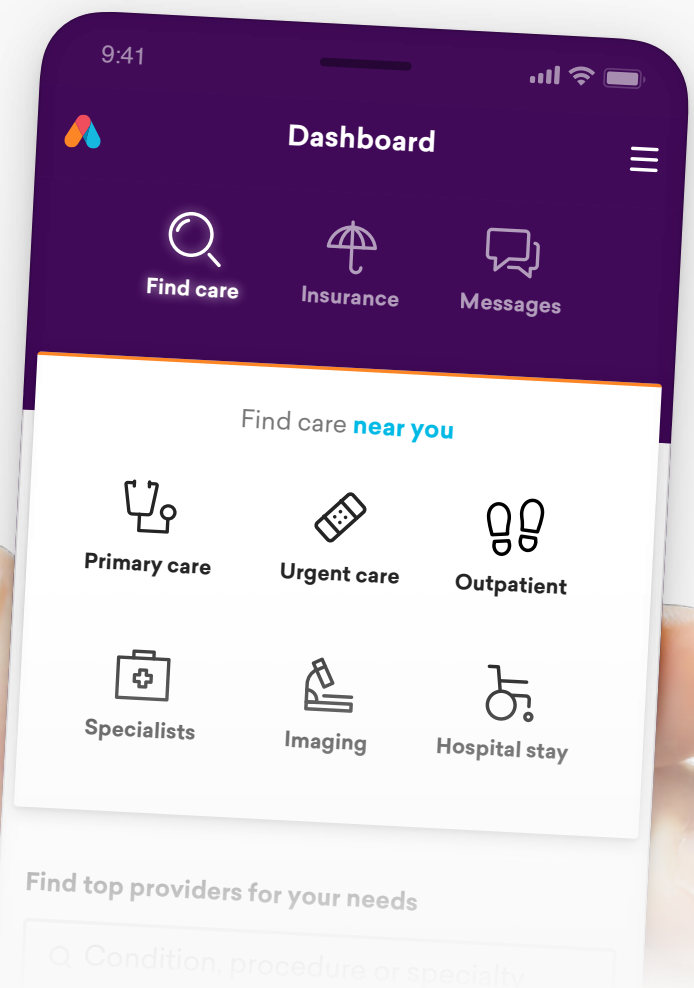 9:41
Dashboard
Find care Insurance Messages
Find care near you
Primary care Urgent care Outpatient
Specialists Imaging Hospital stay
Find top providers for your needs
Condition, procedure or specialty